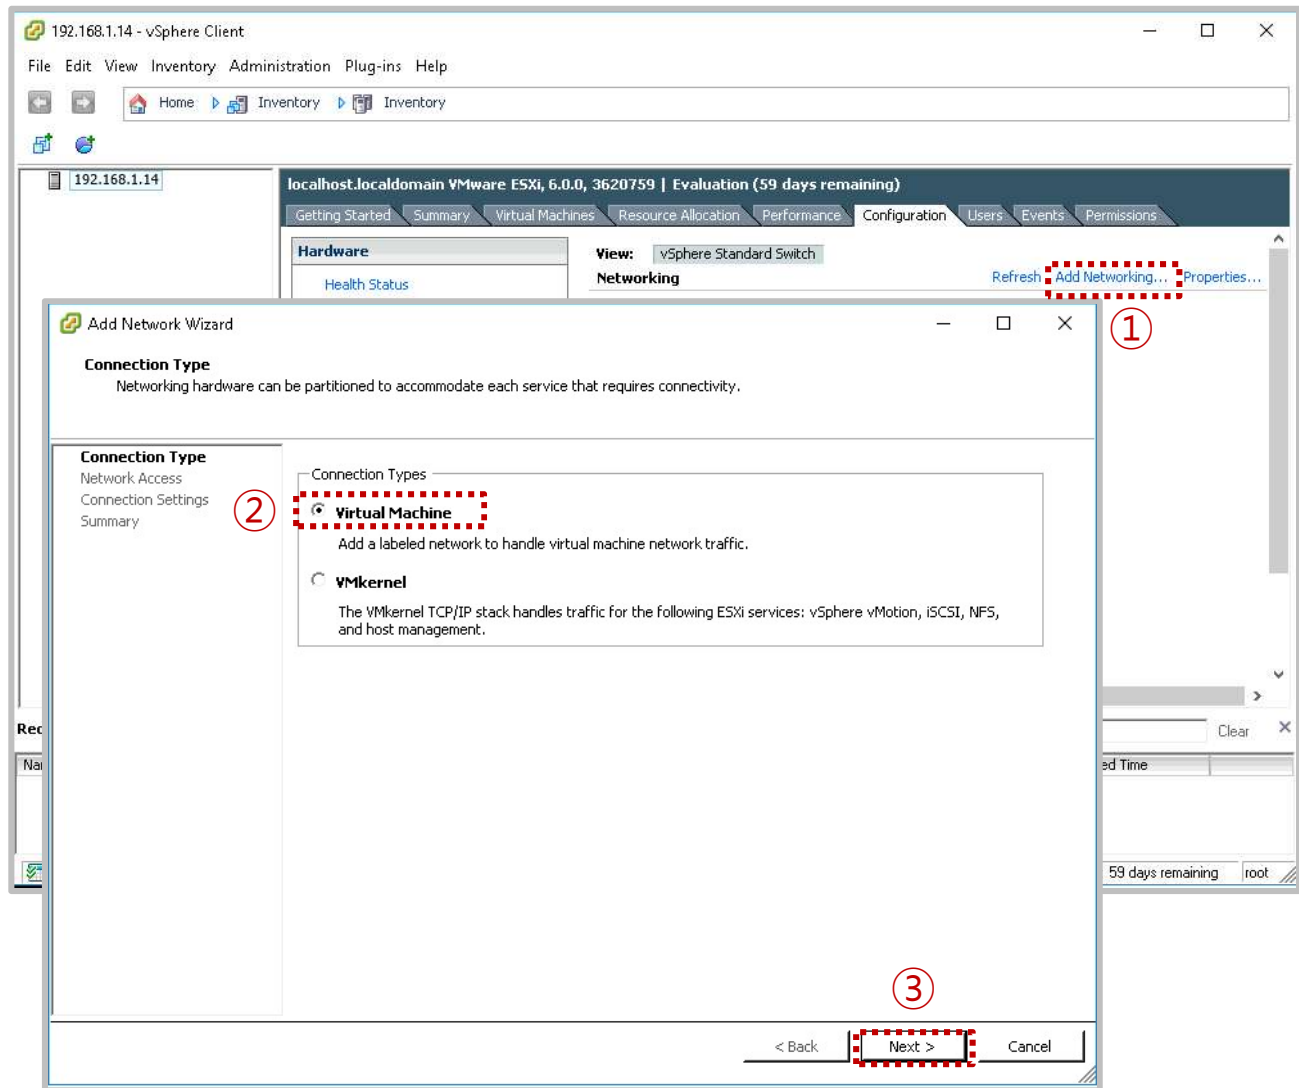 192.168.1.14 - vSphere Client
File Edit View Inventory Administration Plug-ins Help
Home Inventory Inventory
192.168.1.14
localhost.localdomain VMware ESXi, 6.0.0, 3620759 | Evaluation (59 days remaining)
Getting Started Summary Virtual Machines Resource Allocation Performance Configuration Users Events Permissions
Hardware
Health Status
View: vSphere Standard Switch
Networking
Refresh Add Networking... Properties...
①
Add Network Wizard
Connection Type
Networking hardware can be partitioned to accommodate each service that requires connectivity.
Connection Type
Network Access
Connection Settings
Summary
②
Connection Types
Virtual Machine
Add a labeled network to handle virtual machine network traffic.
VMkernel
The VMkernel TCP/IP stack handles traffic for the following ESXi services: vSphere vMotion, iSCSI, NFS,
and host management.
Clear
Time
59 days remaining root
③
< Back Next > Cancel